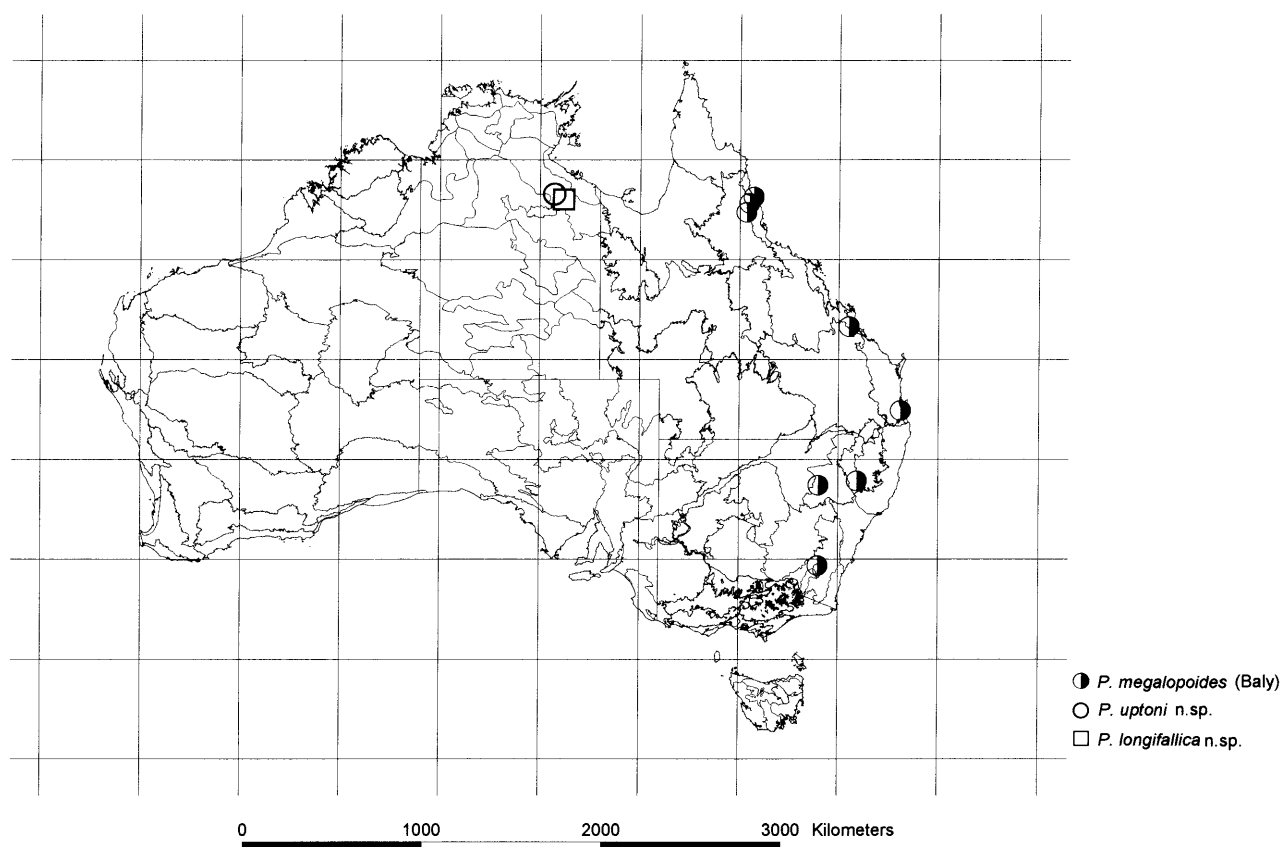 P. megalopoides (Baly)
P. uptoni n.sp.
P. longifallica n.sp.
0 1000 2000 3000 Kilometers